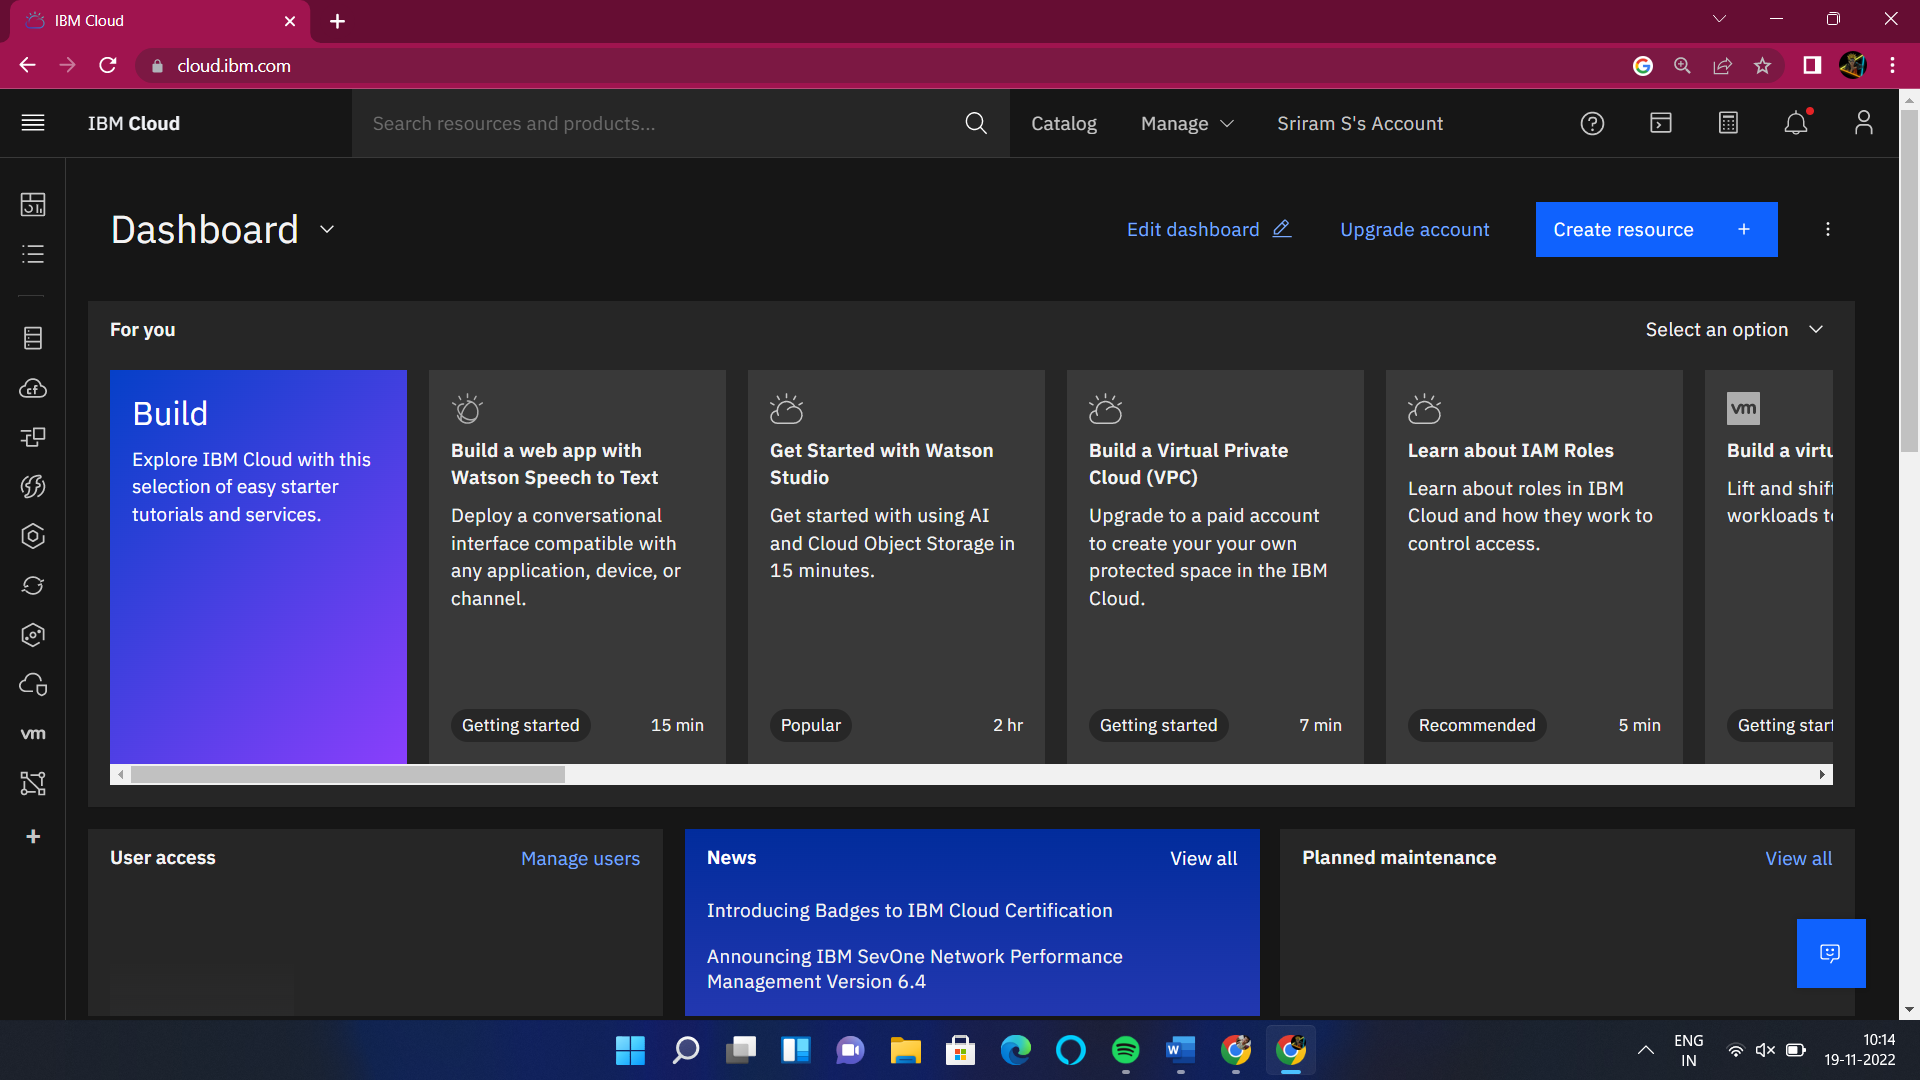 IBM Cloud
cloud.ibm.com
IBM Cloud
Search resources and products...
Catalog
Manage
Sriram S's Account
Dashboard
Edit dashboard
Upgrade account
Create resource
For you
Select an option
Build
Explore IBM Cloud with this
selection of easy starter
tutorials and services.
Build a web app with
Watson Speech to Text
Deploy a conversational
interface compatible with
any application, device, or
channel.
Getting started
15 min
Get Started with Watson
Studio
Get started with using AI
and Cloud Object Storage in
15 minutes.
Popular
2 hr
Build a Virtual Private
Cloud (VPC)
Upgrade to a paid account
to create your your own
protected space in the IBM
Cloud.
Getting started
7 min
Learn about IAM Roles
Learn about roles in IBM
Cloud and how they work to
control access.
Recommended
5 min
vm
Build a virtu
Lift and shift
workloads to
Getting start
cf
vm
User access
Manage users
News
View all
Introducing Badges to IBM Cloud Certification
Announcing IBM SevOne Network Performance
Management Version 6.4
Planned maintenance
View all
ENG
IN
10:14
19-11-2022